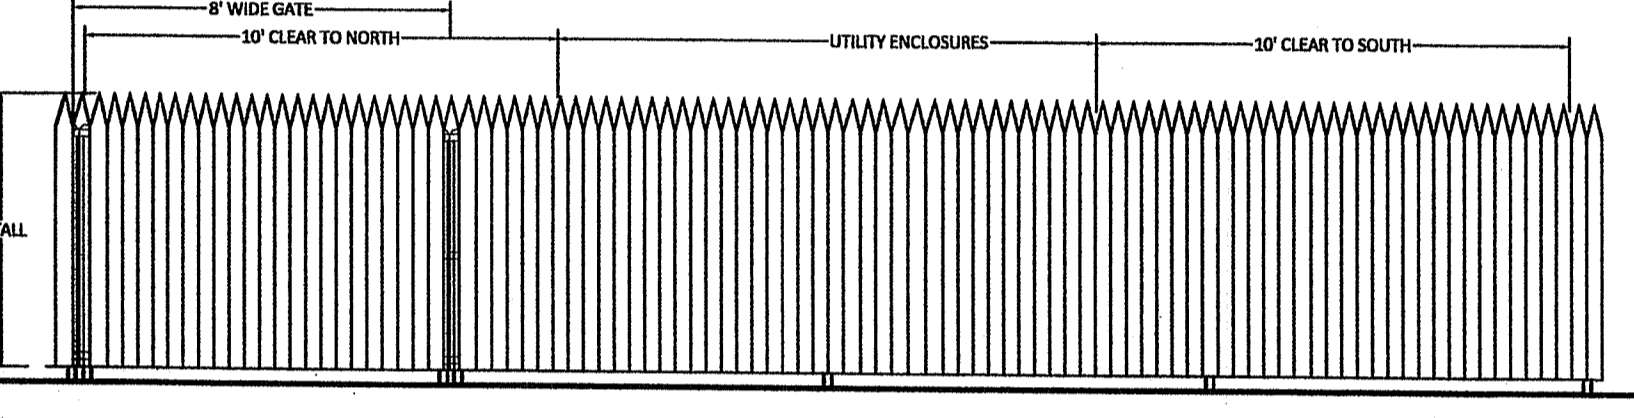 8' WIDE GATE
10' CLEAR TO NORTH
UTILITY ENCLOSURES
10' CLEAR TO SOUTH
ALL